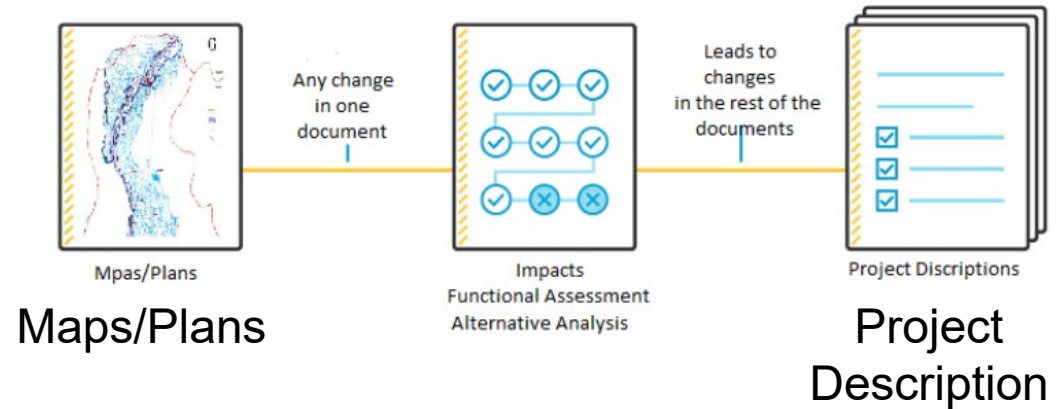 Any change
in one
document
Leads to
changes
in the rest of the
documents
Mpas/Plans
Impacts
Functional Assessment
Alternative Analysis
Project Discriptions
Maps/Plans
Project
Description